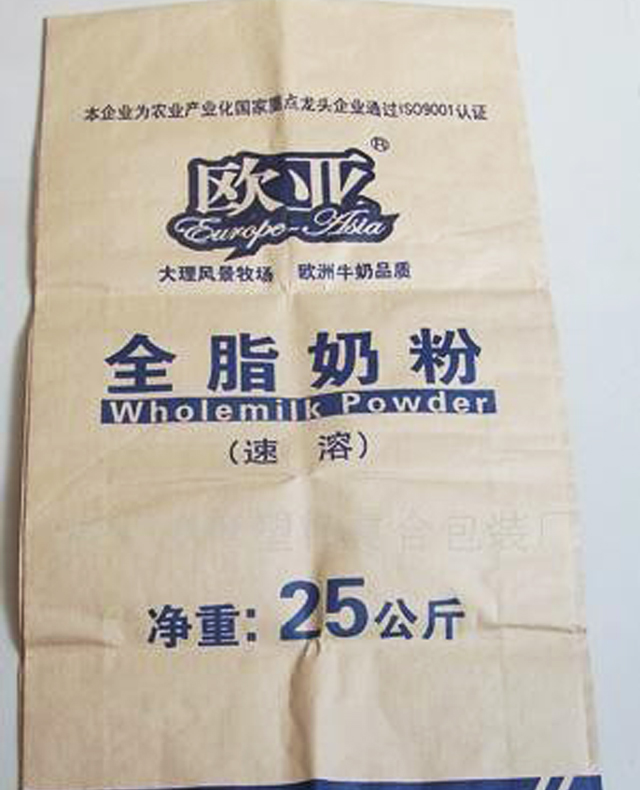 本企业为农业产业化国家重点龙头企业通过ISO9001认证
欧亚®
Europe-Asia
大理风景牧场 欧洲牛奶品质
全脂奶粉
Wholemilk Powder
(速 溶)
合包装厂
净重:25公斤